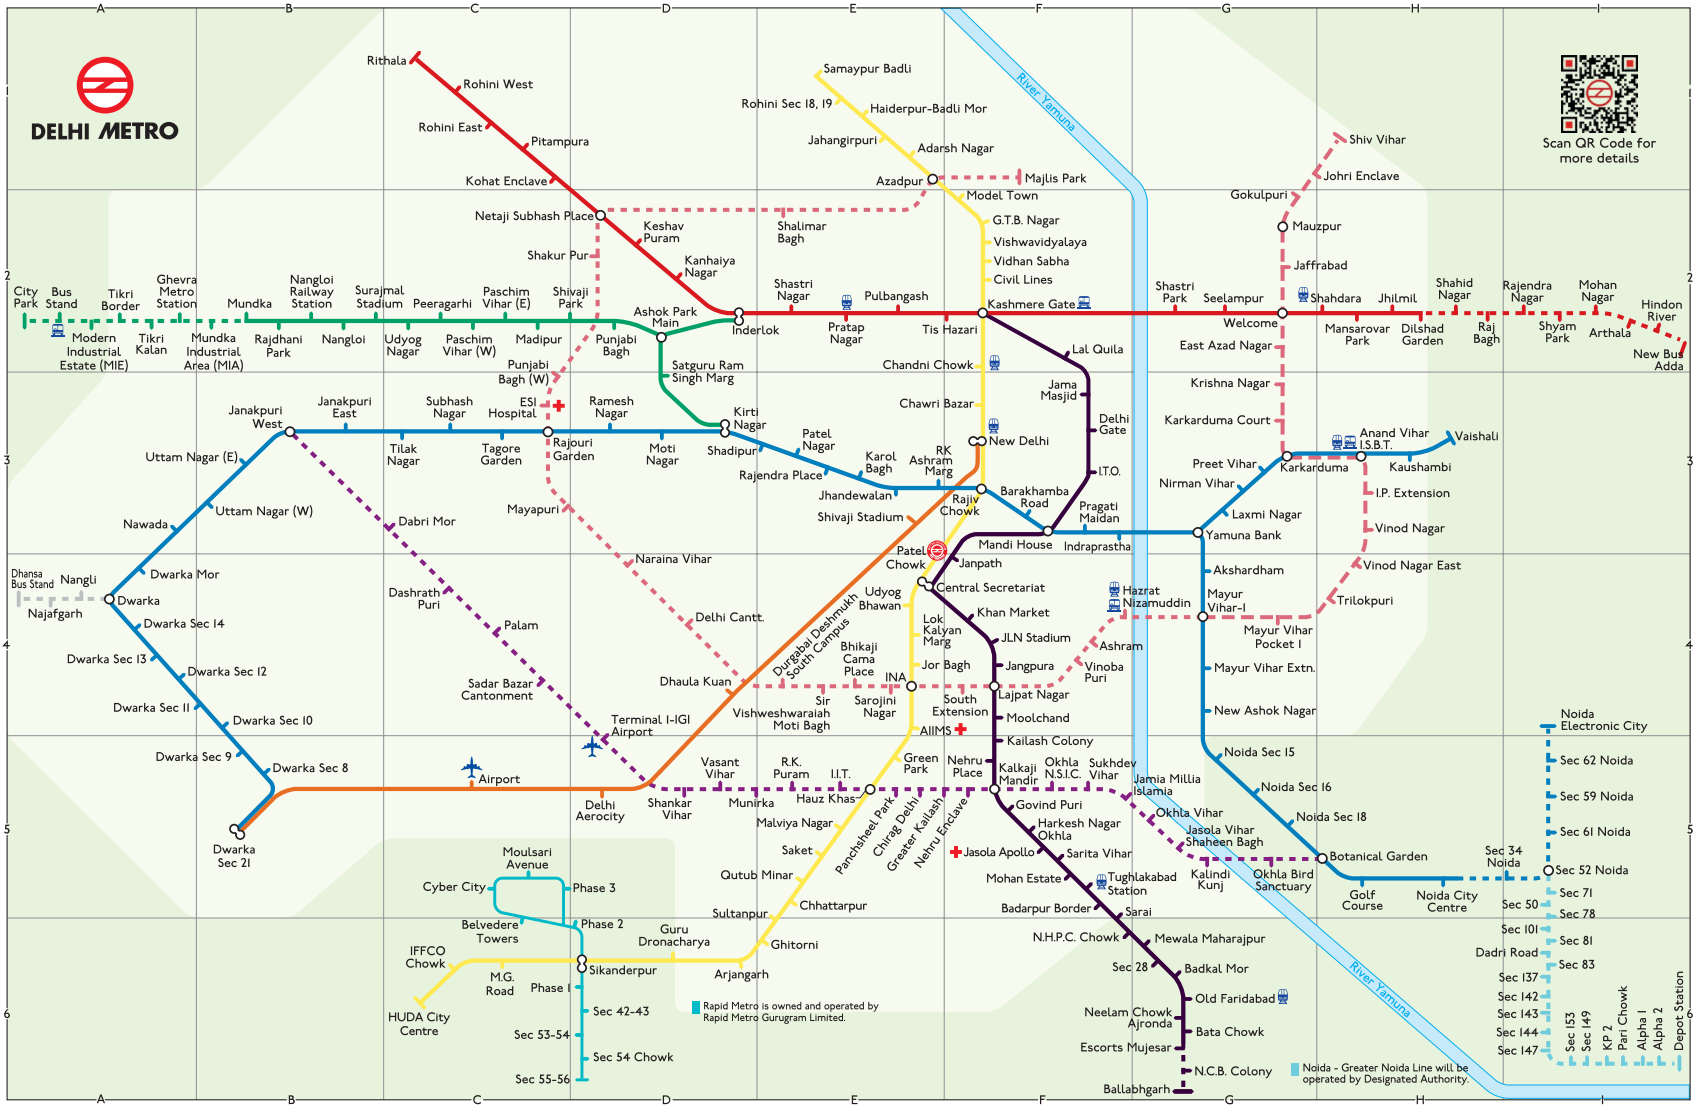 A
B
C
D
E
F
G
H
I
1
2
3
4
5
6
DELHI METRO
Scan QR Code for
more details
River Yamuna
Rithala
Rohini West
Rohini East
Pitampura
Kohat Enclave
Netaji Subhash Place
Keshav
Puram
Kanhaiya
Nagar
Inderlok
Shastri
Nagar
Pratap
Nagar
Pulbangash
Tis Hazari
Kashmere Gate
Shastri
Park
Seelampur
Welcome
Shahdara
Mansarovar
Park
Jhilmil
Dilshad
Garden
Shahid
Nagar
Raj
Bagh
Rajendra
Nagar
Shyam
Park
Mohan
Nagar
Arthala
Hindon
River
New Bus
Adda
Samaypur Badli
Rohini Sec 18, 19
Haiderpur-Badli Mor
Jahangirpuri
Adarsh Nagar
Azadpur
Majlis Park
Model Town
G.T.B. Nagar
Vishwavidyalaya
Vidhan Sabha
Civil Lines
Chandni Chowk
Chawri Bazar
New Delhi
Rajiv
Chowk
Patel
Chowk
Central Secretariat
Udyog
Bhawan
Lok
Kalyan
Marg
Jor Bagh
INA
AIIMS
Green
Park
Hauz Khas
Malviya Nagar
Saket
Qutub Minar
Chhattarpur
Sultanpur
Ghitorni
Arjangarh
Guru
Dronacharya
Sikanderpur
M.G.
Road
IFFCO
Chowk
HUDA City
Centre
Shiv Vihar
Johri Enclave
Gokulpuri
Mauzpur
Jaffrabad
East Azad Nagar
Krishna Nagar
Karkarduma Court
Karkarduma
Anand Vihar
I.S.B.T.
Kaushambi
Vaishali
I.P. Extension
Vinod Nagar
Vinod Nagar East
Trilokpuri
Mayur Vihar
Pocket I
Mayur
Vihar-I
Hazrat
Nizamuddin
Ashram
Vinoba
Puri
Lajpat Nagar
South
Extension
Sarojini
Nagar
Bhikaji
Cama
Place
Sir
Vishweshwaraiah
Moti Bagh
Durgabai Deshmukh
South Campus
Dhaula Kuan
Delhi Cantt.
Naraina Vihar
Mayapuri
Rajouri
Garden
ESI
Hospital
Punjabi
Bagh (W)
Shakur Pur
Shalimar
Bagh
City
Park
Bus
Stand
Modern
Industrial
Estate (MIE)
Tikri
Border
Tikri
Kalan
Ghevra
Metro
Station
Mundka
Industrial
Area (MIA)
Mundka
Rajdhani
Park
Nangloi
Railway
Station
Nangloi
Surajmal
Stadium
Udyog
Nagar
Peeragarhi
Paschim
Vihar (W)
Paschim
Vihar (E)
Madipur
Shivaji
Park
Punjabi
Bagh
Ashok Park
Main
Satguru Ram
Singh Marg
Kirti
Nagar
Janakpuri
West
Janakpuri
East
Tilak
Nagar
Subhash
Nagar
Tagore
Garden
Ramesh
Nagar
Moti
Nagar
Shadipur
Patel
Nagar
Rajendra Place
Karol
Bagh
Jhandewalan
RK
Ashram
Marg
Barakhamba
Road
Mandi House
Pragati
Maidan
Indraprastha
Yamuna Bank
Laxmi Nagar
Nirman Vihar
Preet Vihar
Akshardham
Mayur Vihar Extn.
New Ashok Nagar
Noida Sec 15
Noida Sec 16
Noida Sec 18
Botanical Garden
Golf
Course
Noida City
Centre
Sec 34
Noida
Sec 52 Noida
Sec 61 Noida
Sec 59 Noida
Sec 62 Noida
Noida
Electronic City
Uttam Nagar (E)
Uttam Nagar (W)
Nawada
Dwarka Mor
Dwarka
Nangli
Najafgarh
Dhansa
Bus Stand
Dwarka Sec 14
Dwarka Sec 13
Dwarka Sec 12
Dwarka Sec 11
Dwarka Sec 10
Dwarka Sec 9
Dwarka Sec 8
Dwarka
Sec 21
Airport
Delhi
Aerocity
Shivaji Stadium
Dabri Mor
Dashrath
Puri
Palam
Sadar Bazar
Cantonment
Terminal 1-IGI
Airport
Shankar
Vihar
Vasant
Vihar
Munirka
R.K.
Puram
I.I.T.
Panchsheel Park
Chirag Delhi
Greater Kailash
Nehru Enclave
Kalkaji
Mandir
Okhla
N.S.I.C.
Sukhdev
Vihar
Jamia Millia
Islamia
Okhla Vihar
Jasola Vihar
Shaheen Bagh
Kalindi
Kunj
Okhla Bird
Sanctuary
Lal Quila
Jama
Masjid
Delhi
Gate
I.T.O.
Janpath
Khan Market
JLN Stadium
Jangpura
Moolchand
Kailash Colony
Nehru
Place
Govind Puri
Harkesh Nagar
Okhla
Jasola Apollo
Sarita Vihar
Mohan Estate
Tughlakabad
Station
Badarpur Border
Sarai
N.H.P.C. Chowk
Mewala Maharajpur
Sec 28
Badkal Mor
Old Faridabad
Neelam Chowk
Ajronda
Bata Chowk
Escorts Mujesar
N.C.B. Colony
Ballabhgarh
Moulsari
Avenue
Cyber City
Phase 3
Phase 2
Belvedere
Towers
Phase 1
Sec 42-43
Sec 53-54
Sec 54 Chowk
Sec 55-56
Rapid Metro is owned and operated by
Rapid Metro Gurugram Limited.
Sec 71
Sec 50
Sec 78
Sec 101
Sec 81
Dadri Road
Sec 83
Sec 137
Sec 142
Sec 143
Sec 144
Sec 147
Sec 153
Sec 149
KP 2
Pari Chowk
Alpha 1
Alpha 2
Depot Station
River Yamuna
Noida - Greater Noida Line will be
operated by Designated Authority.
A
B
C
D
E
F
G
H
I
1
2
3
4
5
6